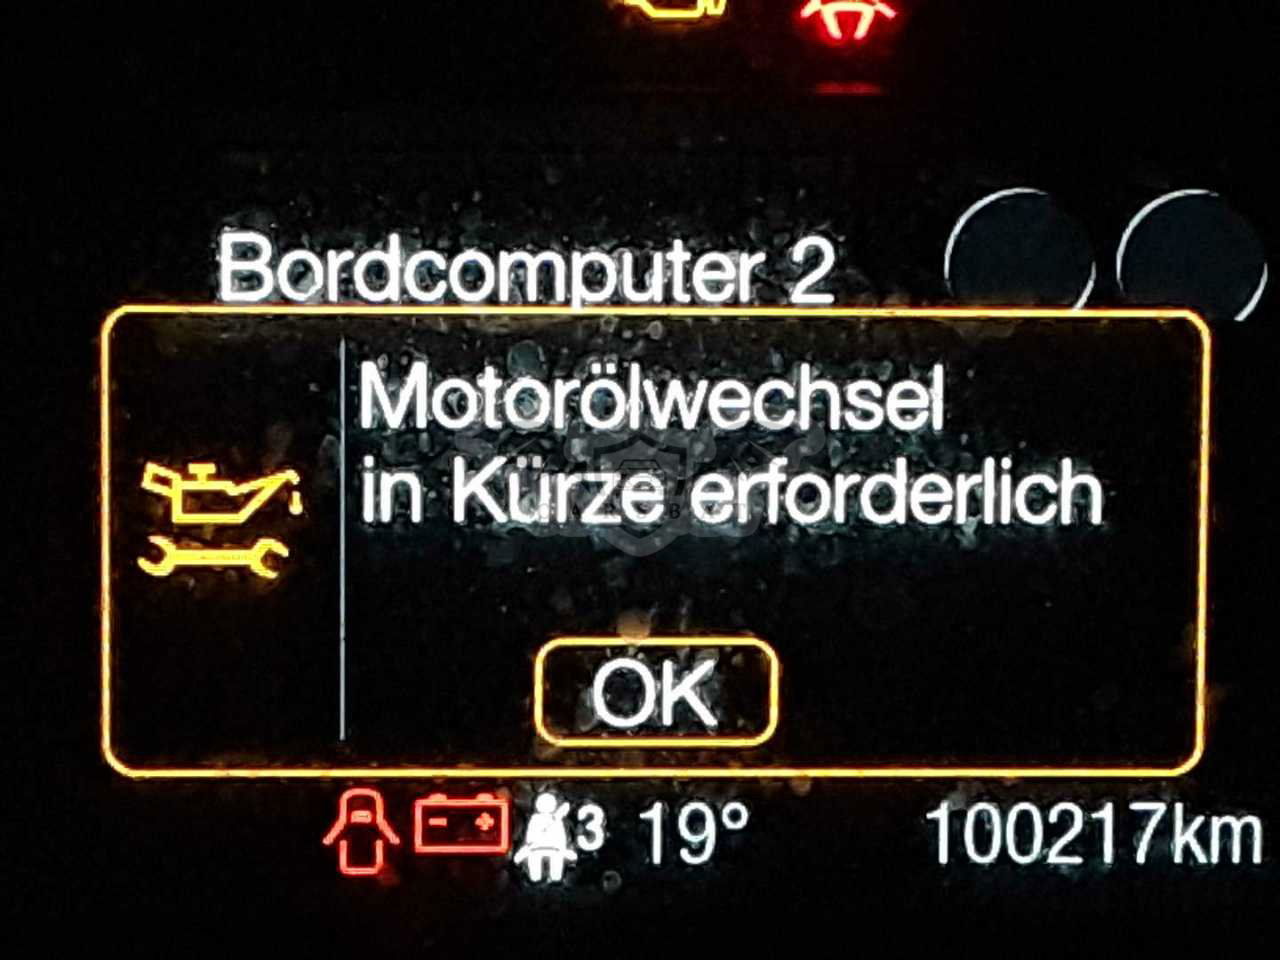 Bordcomputer 2
Motorölwechsel
in Kürze erforderlich
OK
3 19° 100217km